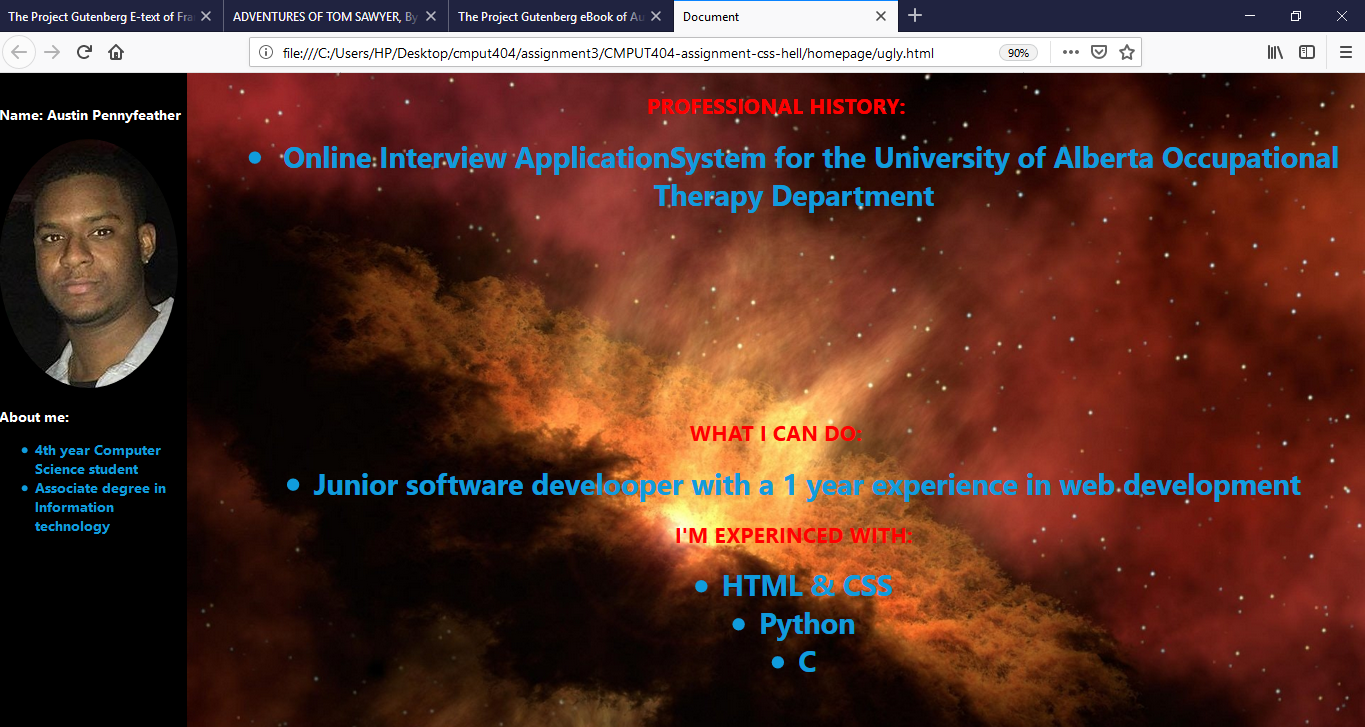 The Project Gutenberg E-text of Fra
ADVENTURES OF TOM SAWYER, By
The Project Gutenberg eBook of Au
Document
file:///C:/Users/HP/Desktop/cmput404/assignment3/CMPUT404-assignment-css-hell/homepage/ugly.html
90%
Name: Austin Pennyfeather
About me:
4th year Computer
Science student
Associate degree in
Information
technology
PROFESSIONAL HISTORY:
Online Interview ApplicationSystem for the University of Alberta Occupational
Therapy Department
WHAT I CAN DO:
Junior software develooper with a 1 year experience in web development
I'M EXPERINCED WITH:
HTML & CSS
Python
C